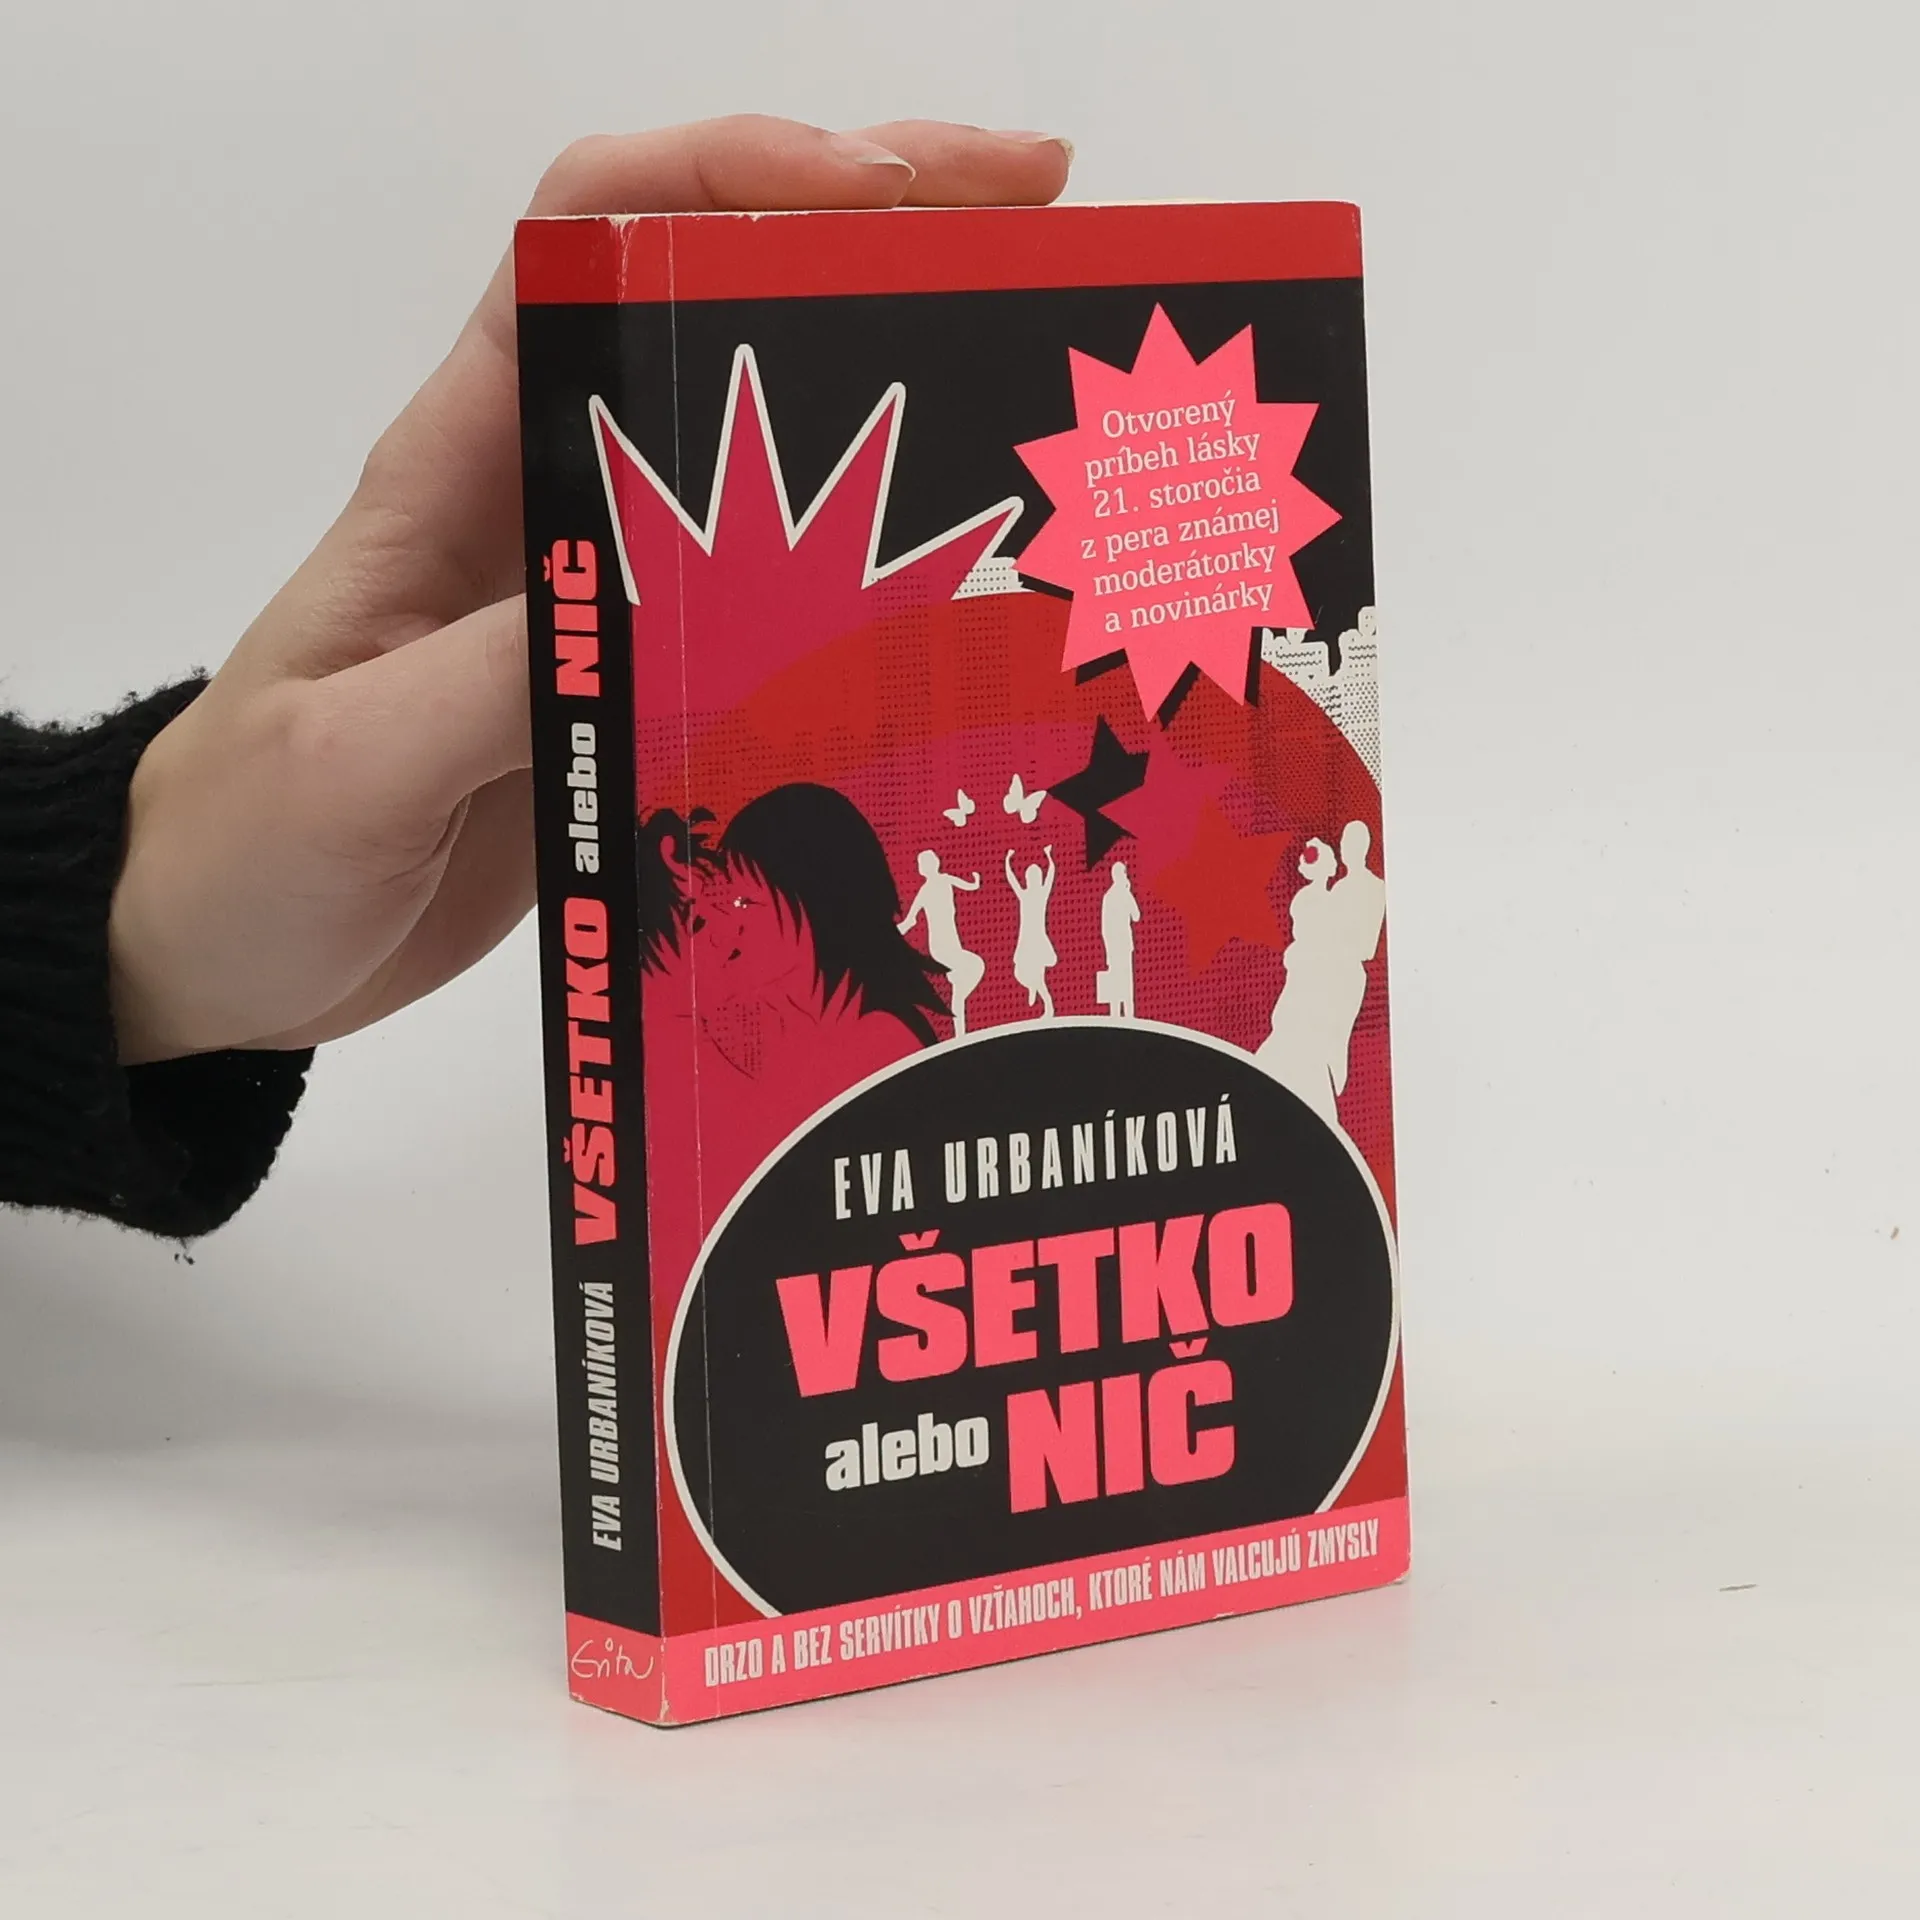 Otvorený
príbeh lásky
21. storočia
z pera známej
moderátorky
a novinárky
EVA URBANÍKOVÁ
VŠETKO
alebo NIČ
DRZO A BEZ SERVÍTKY O VZŤAHOCH, KTORÉ NÁM VALCUJÚ ZMYSLY
EVA URBANÍKOVÁ VŠETKO alebo NIČ
Evita